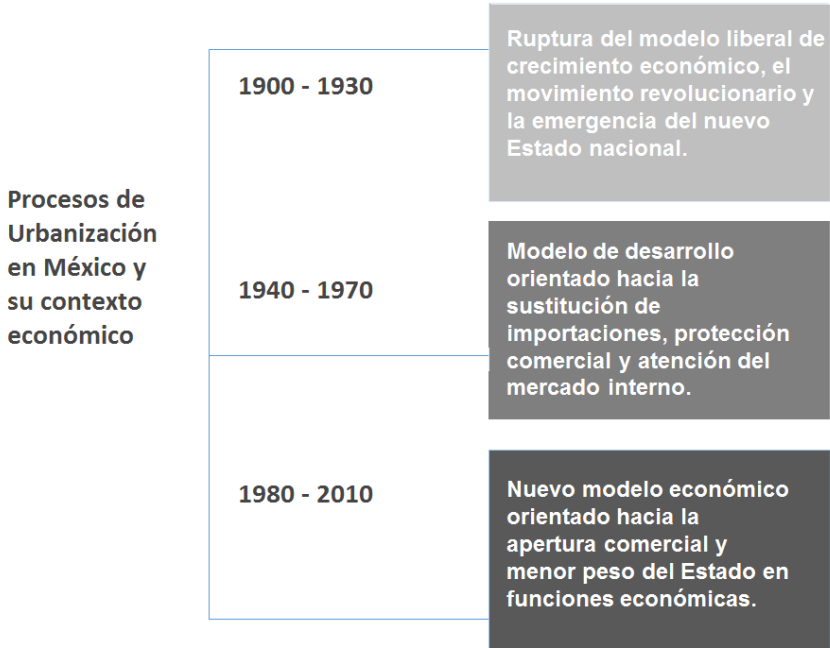 Procesos de
Urbanización
en México y
su contexto
económico
1900 - 1930
Ruptura del modelo liberal de
crecimiento económico, el
movimiento revolucionario y
la emergencia del nuevo
Estado nacional.
1940 - 1970
Modelo de desarrollo
orientado hacia la
sustitución de
importaciones, protección
comercial y atención del
mercado interno.
1980 - 2010
Nuevo modelo económico
orientado hacia la
apertura comercial y
menor peso del Estado en
funciones económicas.